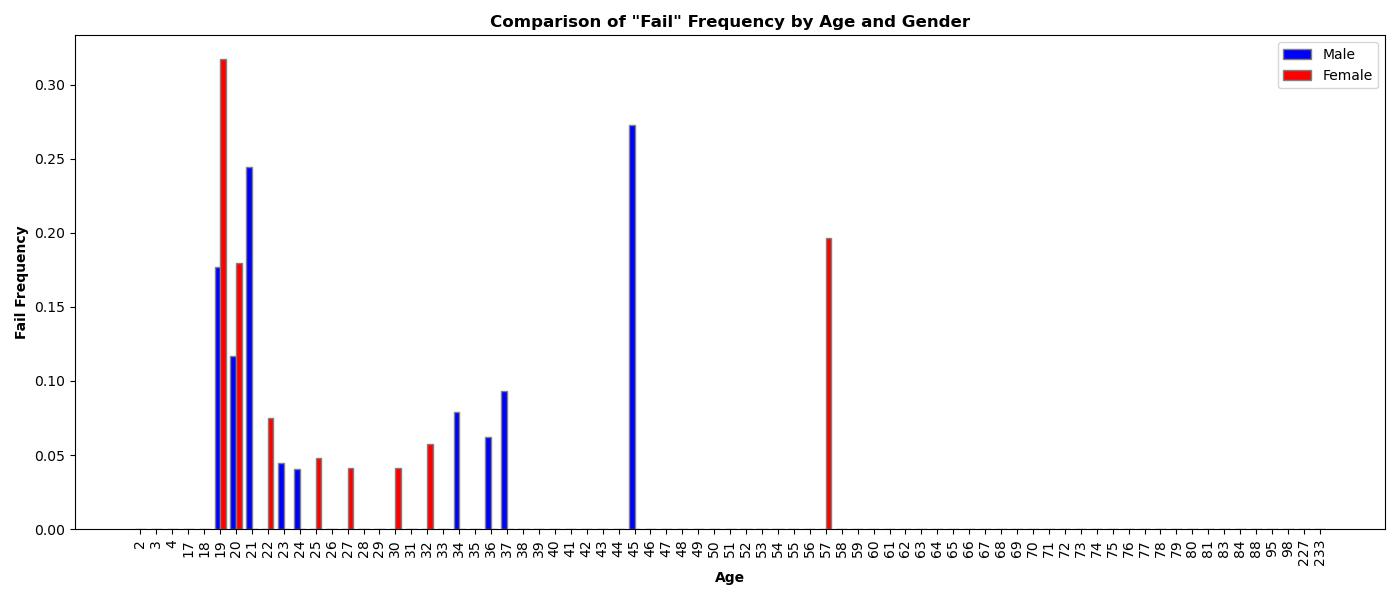 Comparison of "Fail" Frequency by Age and Gender
Male
Female
Fail Frequency
0.30
0.25
0.20
0.15
0.10
0.05
0.00
2 3 4 17 18 19 20 21 22 23 24 25 26 27 28 29 30 31 32 33 34 35 36 37 38 39 40 41 42 43 44 45 46 47 48 49 50 51 52 53 54 55 56 57 58 59 60 61 62 63 64 65 66 67 68 69 70 71 72 73 74 75 76 77 78 79 80 81 83 84 88 95 98 227 233
Age